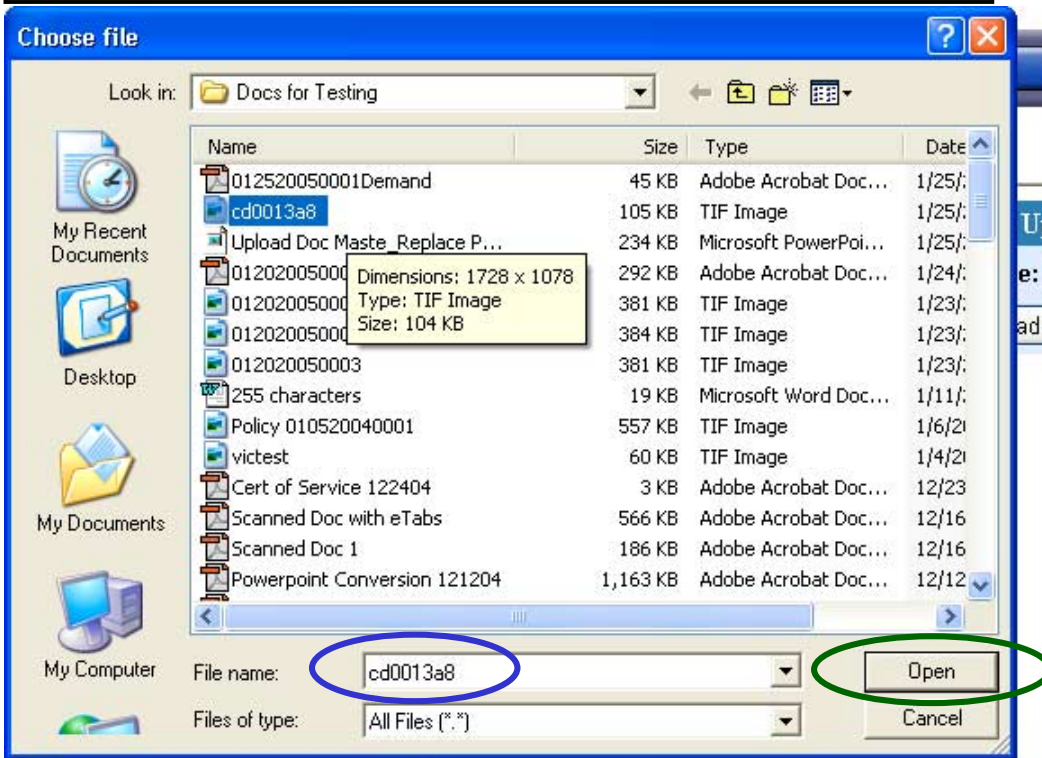 Choose file
Look in: Docs for Testing
Name Size Type Date
012520050001Demand 45 KB Adobe Acrobat Doc... 1/25/
cd0013a8 105 KB TIF Image 1/25/
Upload Doc Maste_Replace P... 234 KB Microsoft PowerPoi... 1/25/
01202005000 292 KB Adobe Acrobat Doc... 1/24/
01202005000 381 KB TIF Image 1/23/
01202005000 384 KB TIF Image 1/23/
012020050003 381 KB TIF Image 1/23/
255 characters 19 KB Microsoft Word Doc... 1/11/
Policy 010520040001 557 KB TIF Image 1/6/2
victest 60 KB TIF Image 1/4/2
Cert of Service 122404 3 KB Adobe Acrobat Doc... 12/23
Scanned Doc with eTabs 566 KB Adobe Acrobat Doc... 12/16
Scanned Doc 1 186 KB Adobe Acrobat Doc... 12/16
Powerpoint Conversion 121204 1,163 KB Adobe Acrobat Doc... 12/12
Dimensions: 1728 x 1078
Type: TIF Image
Size: 104 KB
My Recent
Documents
Desktop
My Documents
My Computer
File name: cd0013a8 Open
Files of type: All Files (*.*) Cancel
U
e:
ad